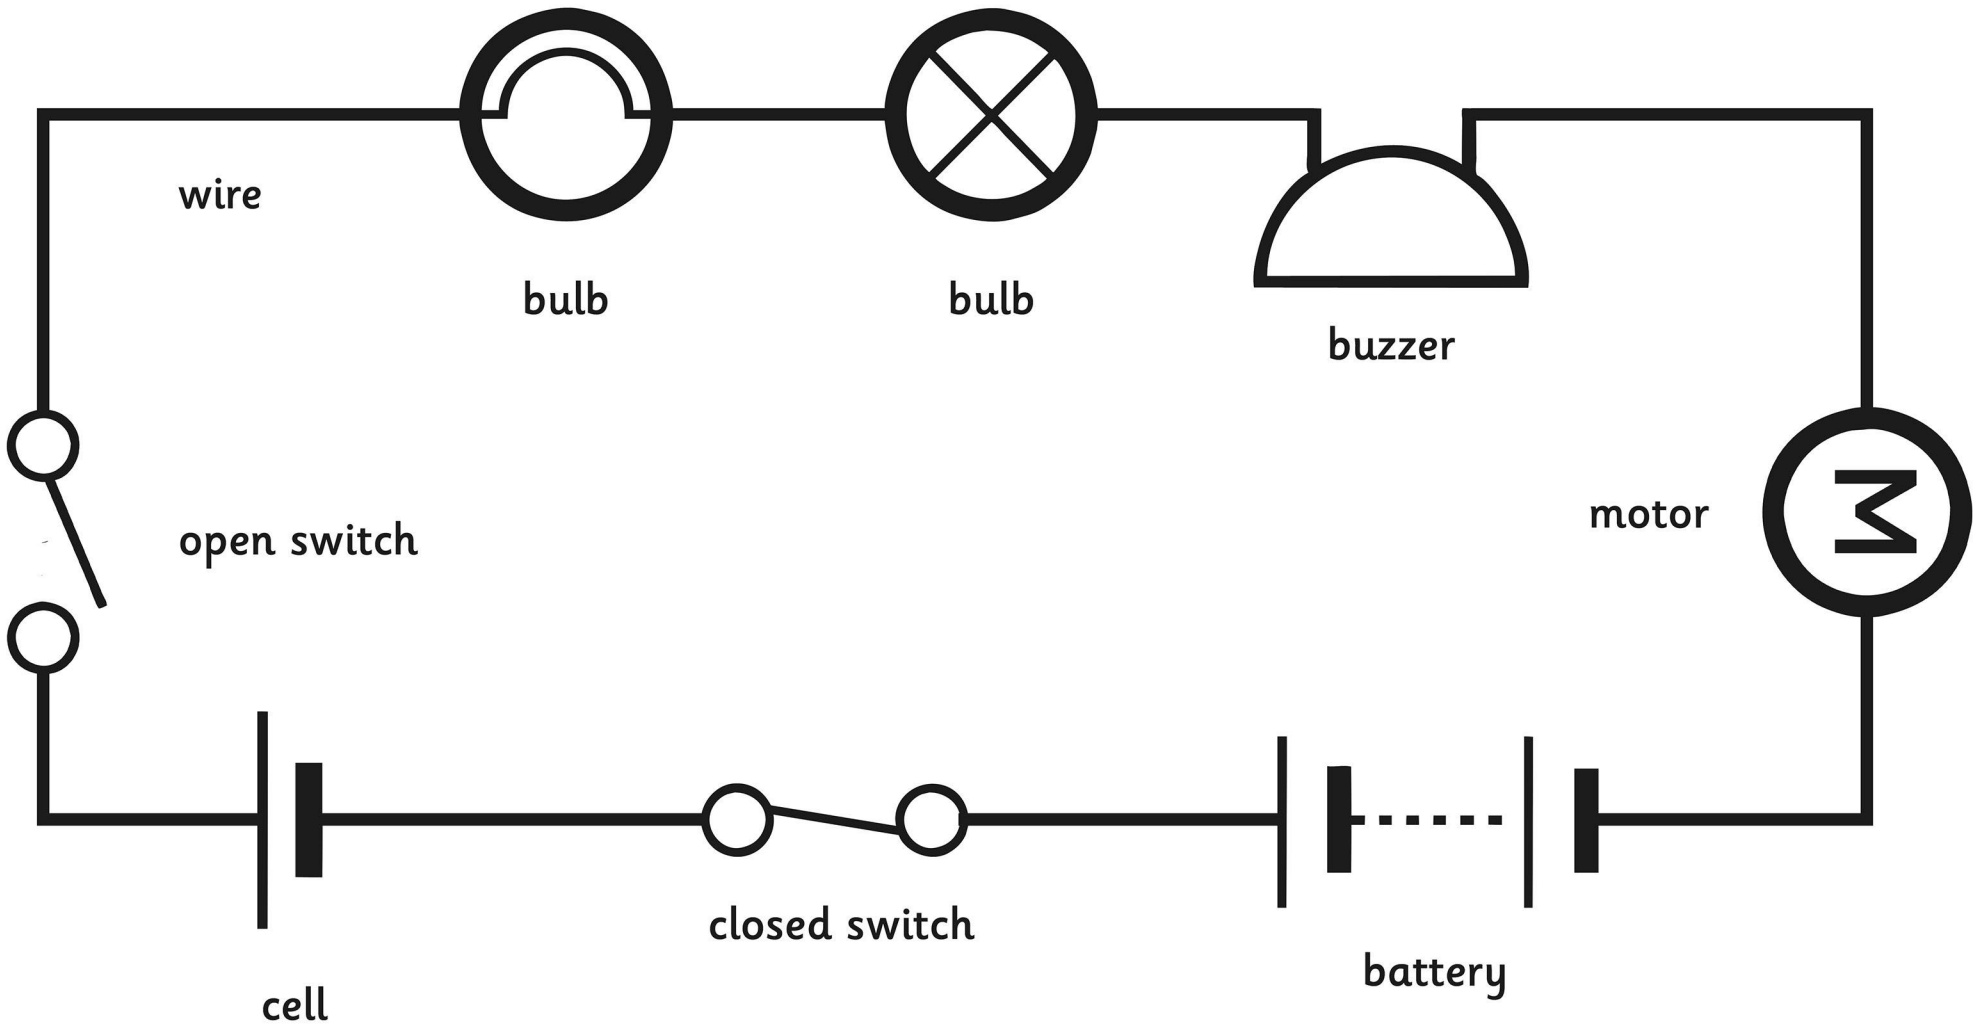 wire
bulb
bulb
buzzer
open switch
motor
M
closed switch
battery
cell